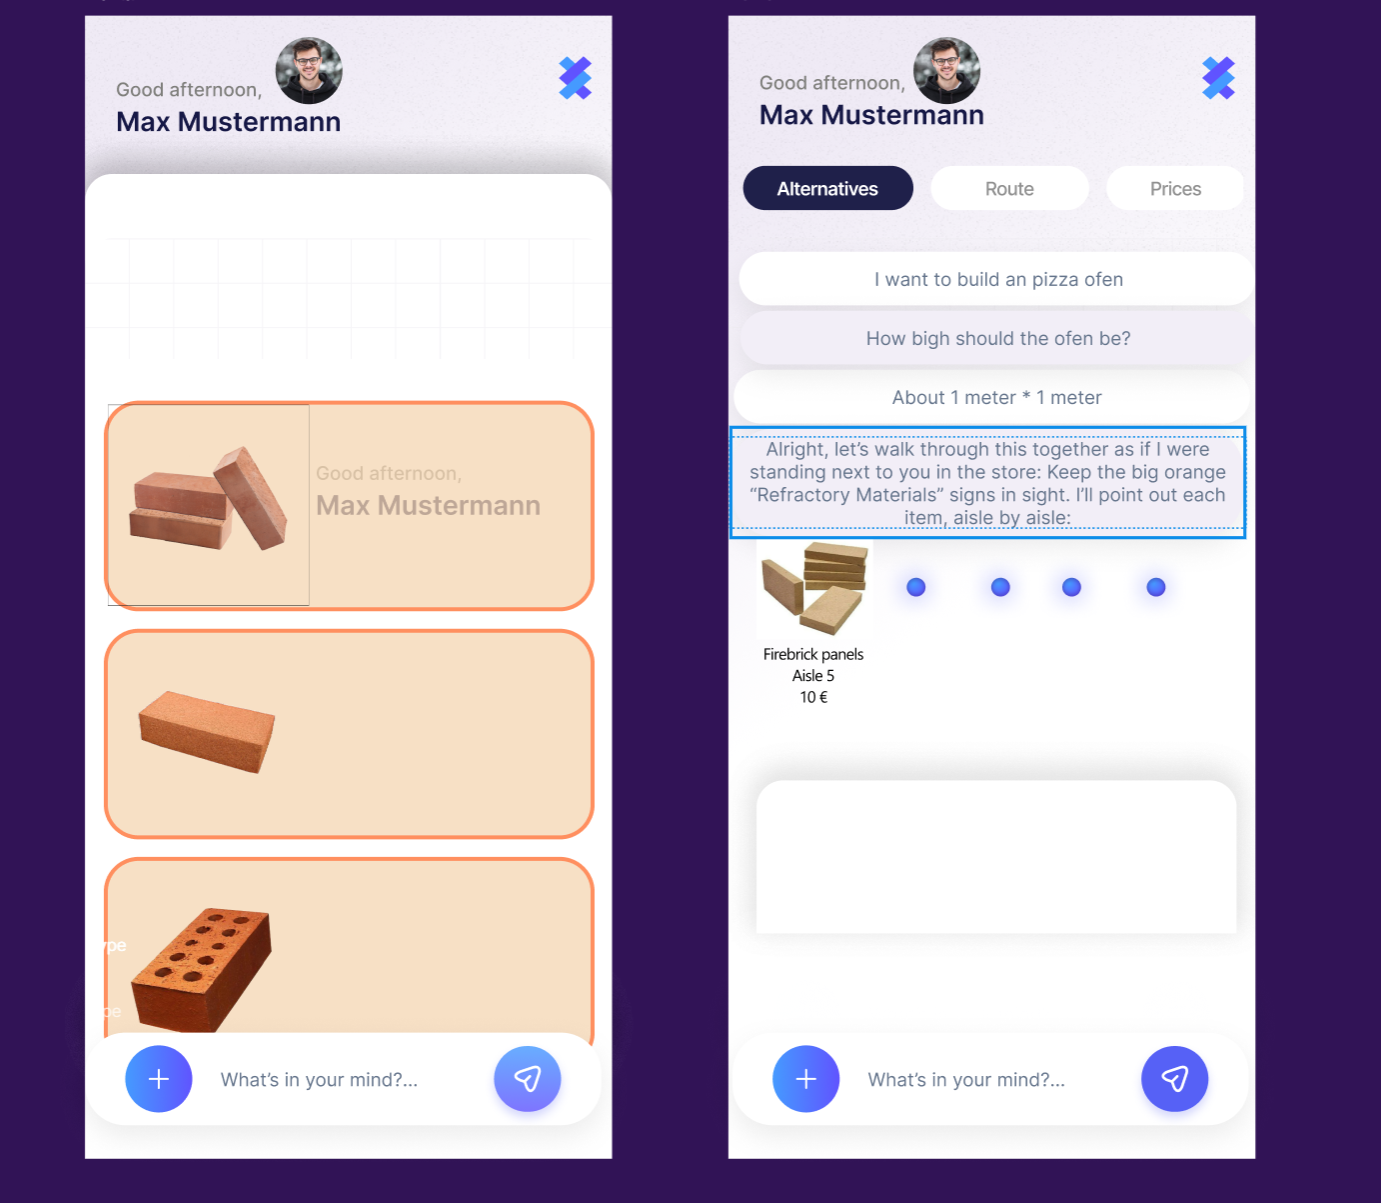 Good afternoon,
Max Mustermann
Good afternoon,
Max Mustermann
ype
pe
What's in your mind?...
Good afternoon,
Max Mustermann
Alternatives
Route
Prices
I want to build an pizza ofen
How bigh should the ofen be?
About 1 meter * 1 meter
Alright, let’s walk through this together as if I were
standing next to you in the store: Keep the big orange
“Refractory Materials” signs in sight. I’ll point out each
item, aisle by aisle:
Firebrick panels
Aisle 5
10 €
What's in your mind?...